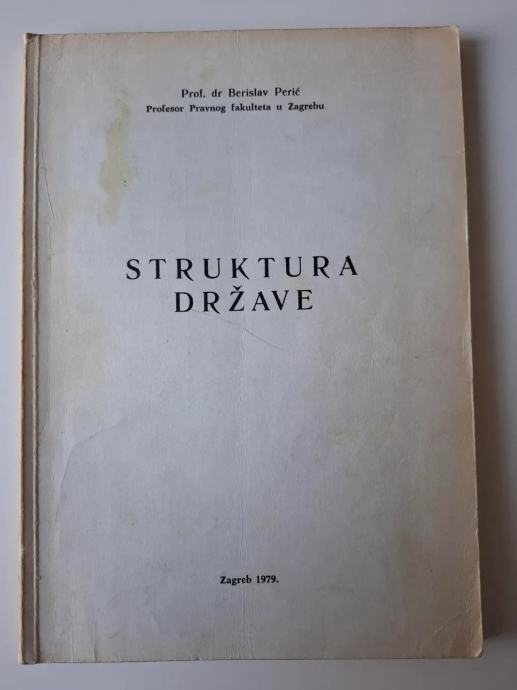 Prof. dr Berislav Perić
Profesor Pravnog fakulteta u Zagrebu
STRUKTURA
DRŽAVE
Zagreb 1979.